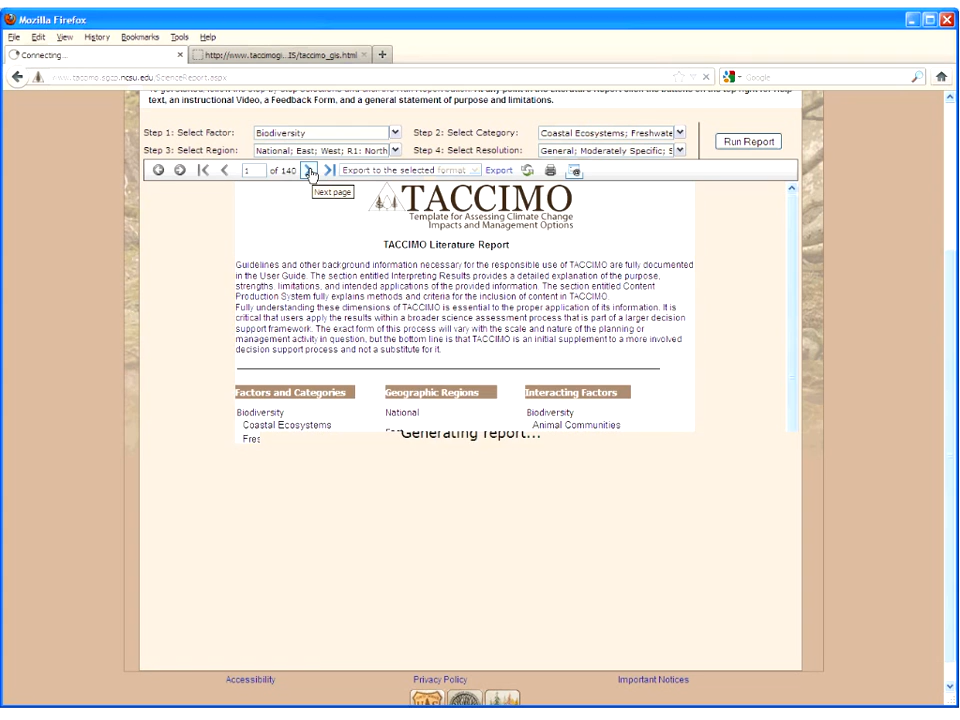 Mozilla Firefox
File Edit View History Bookmarks Tools Help
Connecting... × http://www.taccimogi...IS/taccimo_gis.html × +
www.taccimo.sgcp.ncsu.edu/ScienceReport.aspx Google
text, an instructional Video, a Feedback Form, and a general statement of purpose and limitations.
Step 1: Select Factor: Biodiversity Step 2: Select Category: Coastal Ecosystems; Freshwate
Run Report
Step 3: Select Region: National; East; West; R1: North Step 4: Select Resolution: General; Moderately Specific; S
1 of 140 Export to the selected format Export
Next page
TACCIMO
Template for Assessing Climate Change
Impacts and Management Options
TACCIMO Literature Report
Guidelines and other background information necessary for the responsible use of TACCIMO are fully documented
in the User Guide. The section entitled Interpreting Results provides a detailed explanation of the purpose,
strengths, limitations, and intended applications of the provided information. The section entitled Content
Production System fully explains methods and criteria for the inclusion of content in TACCIMO.
Fully understanding these dimensions of TACCIMO is essential to the proper application of its information. It is
critical that users apply the results within a broader science assessment process that is part of a larger decision
support framework. The exact form of this process will vary with the scale and nature of the planning or
management activity in question, but the bottom line is that TACCIMO is an initial supplement to a more involved
decision support process and not a substitute for it.
Factors and Categories Geographic Regions Interacting Factors
Biodiversity National Biodiversity
Coastal Ecosystems Animal Communities
Generating report...
Accessibility Privacy Policy Important Notices